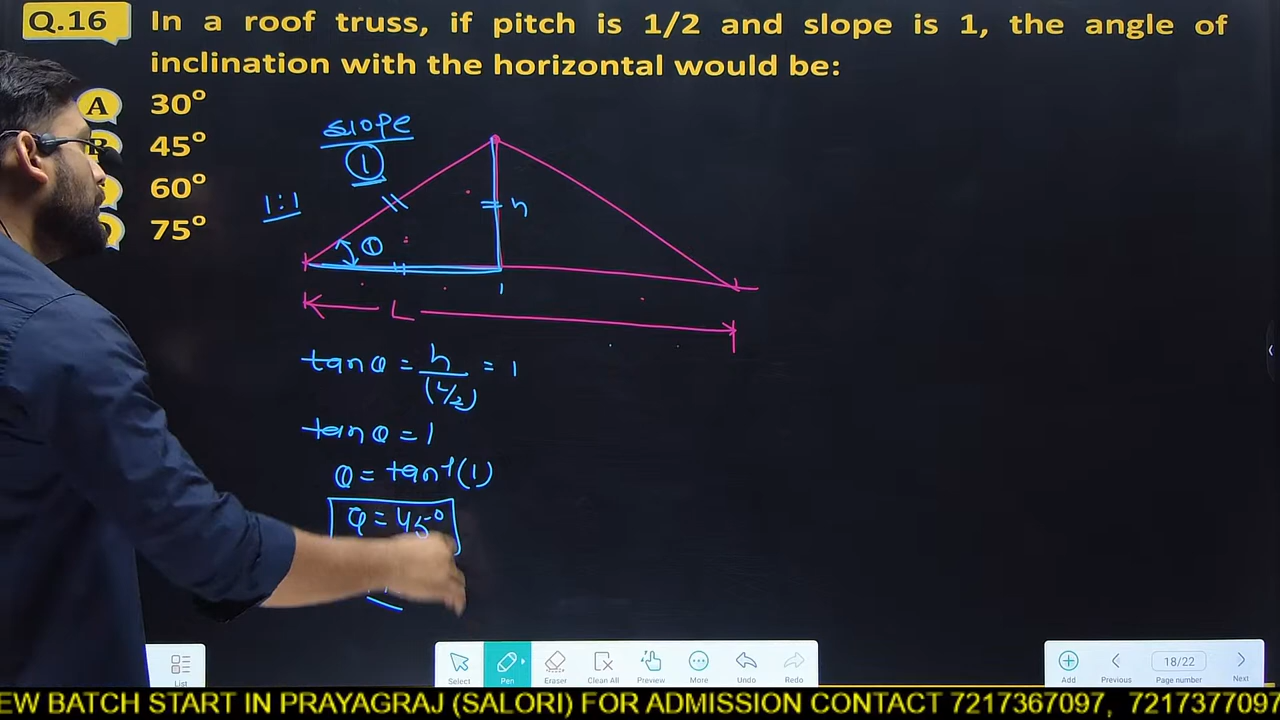 Q.16 In a roof truss, if pitch is 1/2 and slope is 1, the angle of
inclination with the horizontal would be:
A 30°
B 45°
60°
D 75°
slope
1
1:1
h
θ
L
tan θ = h/(L/2) = 1
tan θ = 1
θ = tan⁻¹(1)
θ = 45°
List
Select
Pen
Eraser
Clean All
Preview
More
Undo
Redo
Add
Previous
18/22
Page number
Next
EW BATCH START IN PRAYAGRAJ (SALORI) FOR ADMISSION CONTACT 7217367097, 7217377097